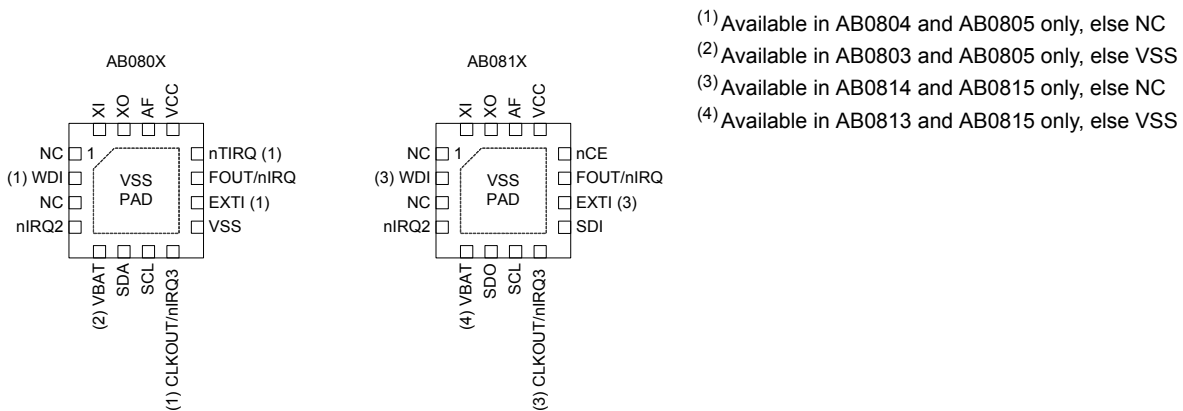 AB080X
XI XO AF VCC
NC 1 nTIRQ (1)
(1) WDI VSS FOUT/nIRQ
NC PAD EXTI (1)
nIRQ2 VSS
(2) VBAT SDA SCL (1) CLKOUT/nIRQ3
AB081X
XI XO AF VCC
NC 1 nCE
(3) WDI VSS FOUT/nIRQ
NC PAD EXTI (3)
nIRQ2 SDI
(4) VBAT SDO SCL (3) CLKOUT/nIRQ3
(1) Available in AB0804 and AB0805 only, else NC
(2) Available in AB0803 and AB0805 only, else VSS
(3) Available in AB0814 and AB0815 only, else NC
(4) Available in AB0813 and AB0815 only, else VSS